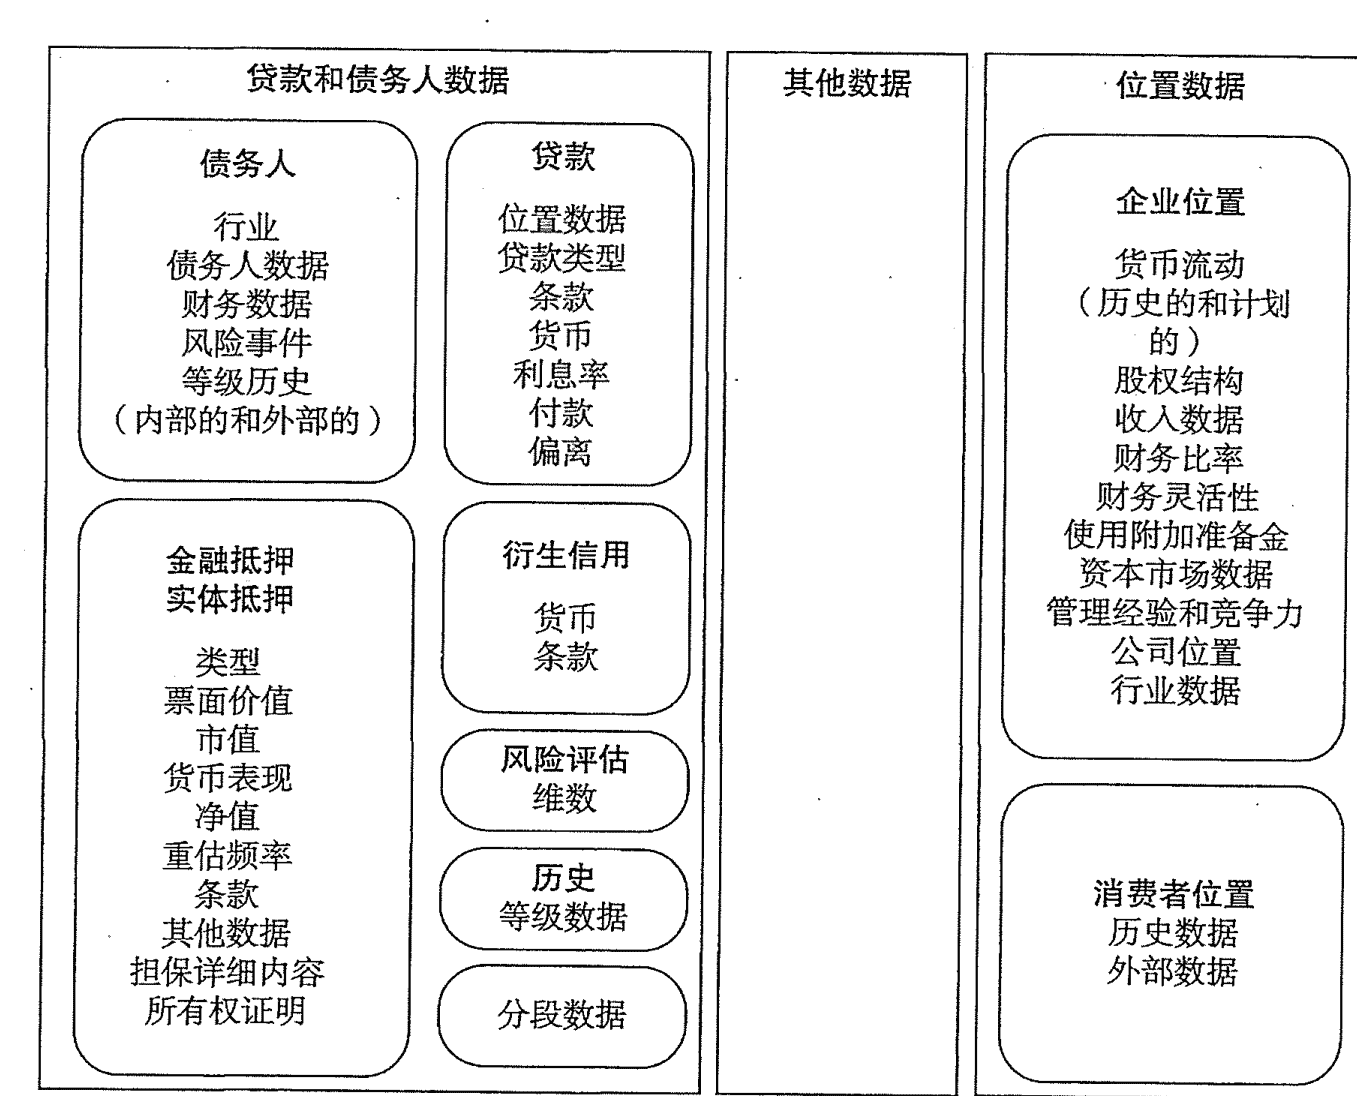 贷款和债务人数据
债务人
行业
债务人数据
财务数据
风险事件
等级历史
（内部的和外部的）
贷款
位置数据
贷款类型
条款
货币
利息率
付款
偏离
金融抵押
实体抵押
类型
票面价值
市值
货币表现
净值
重估频率
条款
其他数据
担保详细内容
所有权证明
衍生信用
货币
条款
风险评估
维数
历史
等级数据
分段数据
其他数据
位置数据
企业位置
货币流动
（历史的和计划
的）
股权结构
收入数据
财务比率
财务灵活性
使用附加准备金
资本市场数据
管理经验和竞争力
公司位置
行业数据
消费者位置
历史数据
外部数据